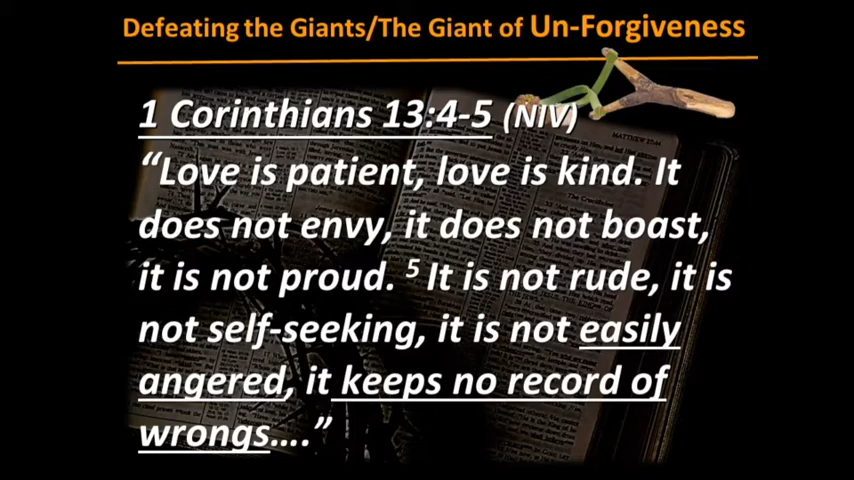 Defeating the Giants/The Giant of Un-Forgiveness
1 Corinthians 13:4-5 (NIV)
“Love is patient, love is kind. It
does not envy, it does not boast,
it is not proud. ⁵ It is not rude, it is
not self-seeking, it is not easily
angered, it keeps no record of
wrongs....”